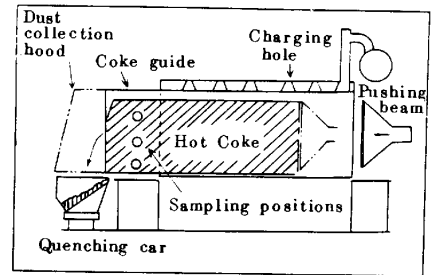 Dust
collection
hood
Coke guide
Charging
hole
Pushing
beam
Hot Coke
Sampling positions
Quenching car